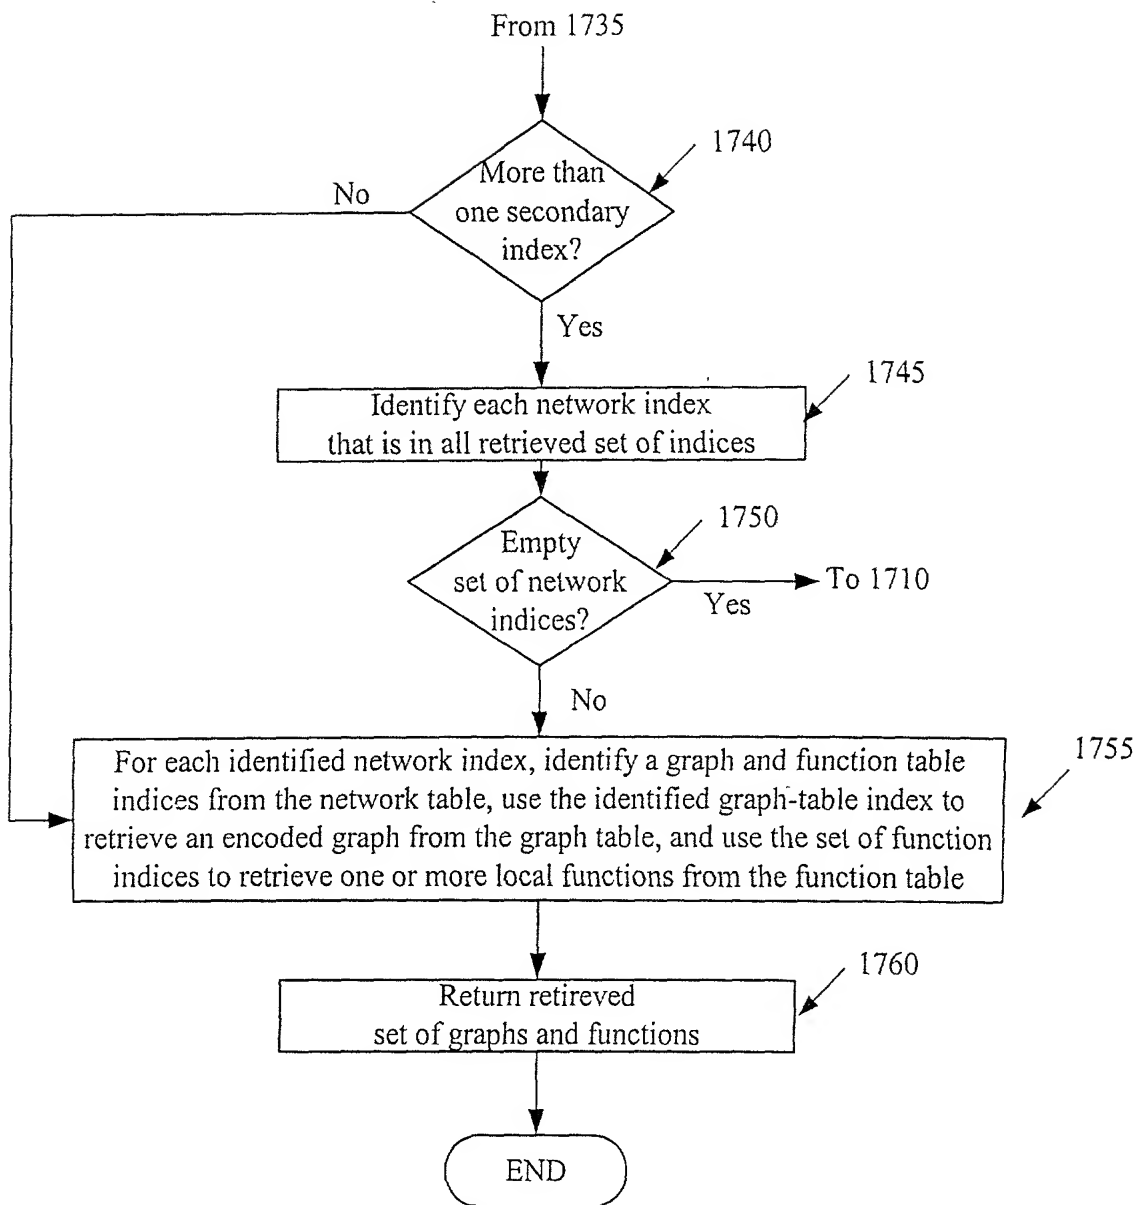 From 1735
1740
More than
one secondary
index?
No
Yes
1745
Identify each network index
that is in all retrieved set of indices
1750
Empty
set of network
indices?
Yes
To 1710
No
1755
For each identified network index, identify a graph and function table
indices from the network table, use the identified graph-table index to
retrieve an encoded graph from the graph table, and use the set of function
indices to retrieve one or more local functions from the function table
1760
Return retireved
set of graphs and functions
END